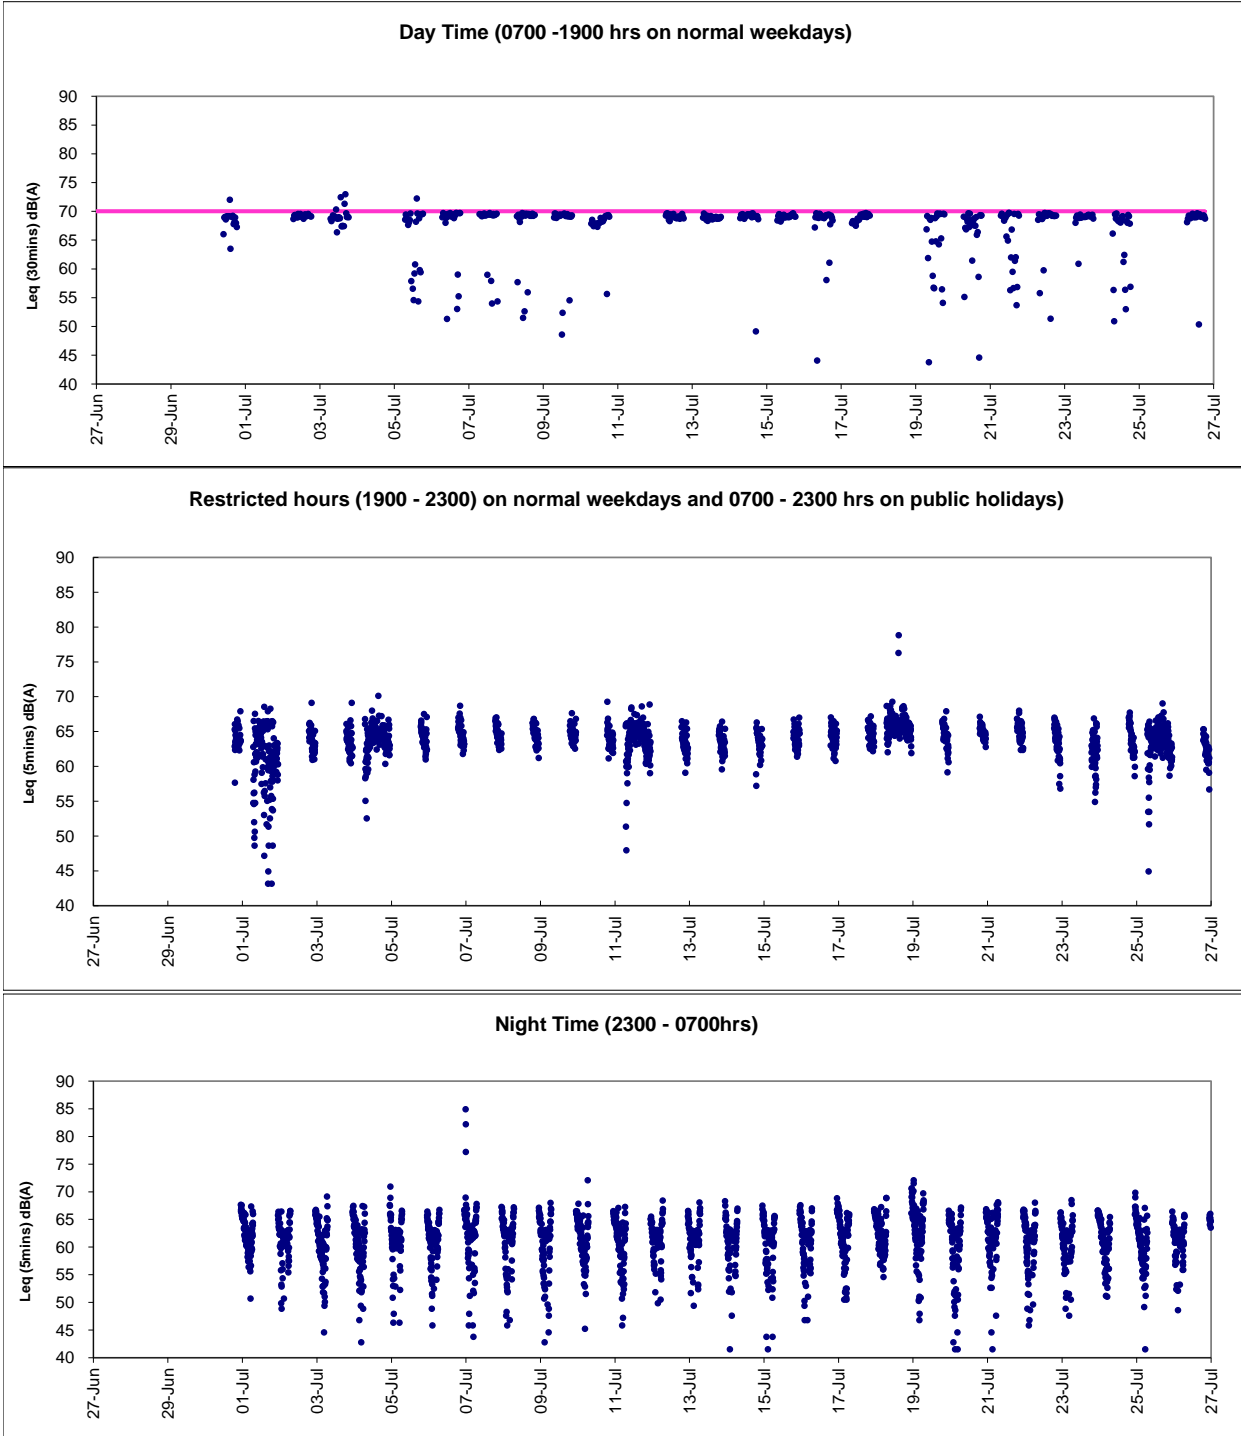 Day Time (0700 -1900 hrs on normal weekdays)
Leq (30mins) dB(A)
90
85
80
75
70
65
60
55
50
45
40
27-Jun
29-Jun
01-Jul
03-Jul
05-Jul
07-Jul
09-Jul
11-Jul
13-Jul
15-Jul
17-Jul
19-Jul
21-Jul
23-Jul
25-Jul
27-Jul
Restricted hours (1900 - 2300) on normal weekdays and 0700 - 2300 hrs on public holidays)
Leq (5mins) dB(A)
90
85
80
75
70
65
60
55
50
45
40
27-Jun
29-Jun
01-Jul
03-Jul
05-Jul
07-Jul
09-Jul
11-Jul
13-Jul
15-Jul
17-Jul
19-Jul
21-Jul
23-Jul
25-Jul
27-Jul
Night Time (2300 - 0700hrs)
Leq (5mins) dB(A)
90
85
80
75
70
65
60
55
50
45
40
27-Jun
29-Jun
01-Jul
03-Jul
05-Jul
07-Jul
09-Jul
11-Jul
13-Jul
15-Jul
17-Jul
19-Jul
21-Jul
23-Jul
25-Jul
27-Jul